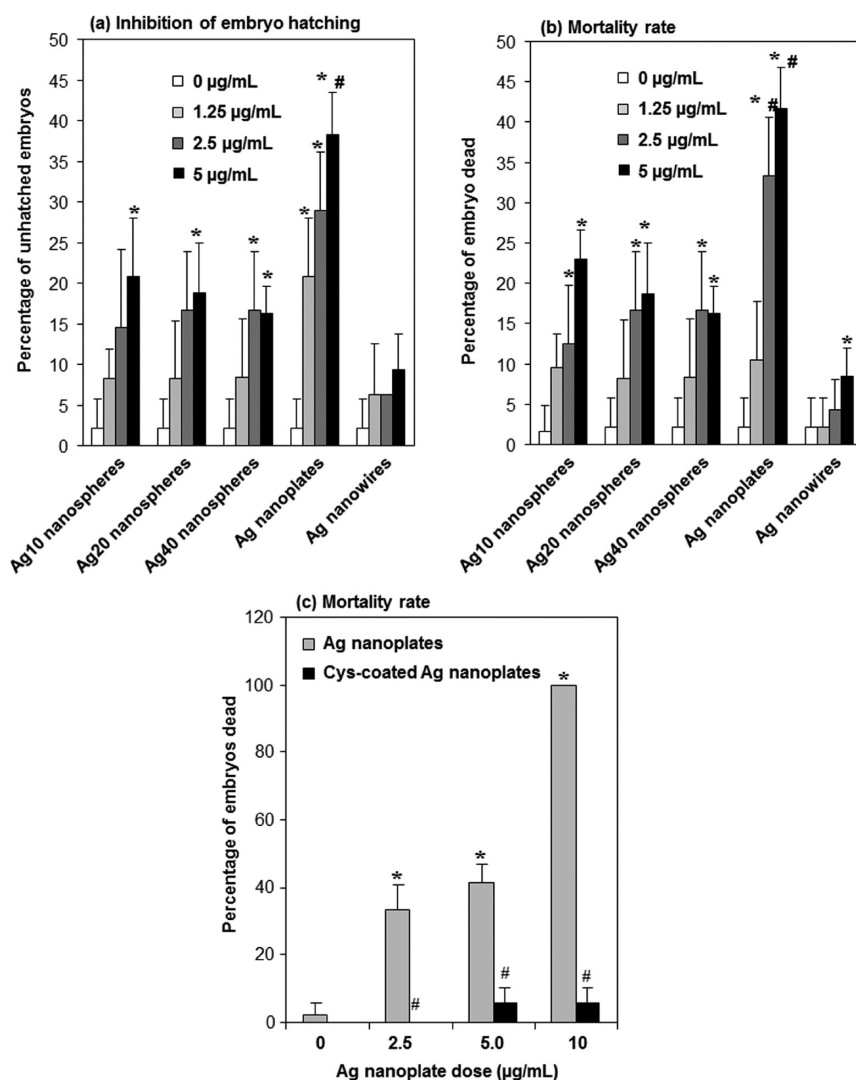 (a) Inhibition of embryo hatching
50
45
40
35
30
25
20
15
10
5
0
Percentage of unhatched embryos
0 µg/mL
1.25 µg/mL
2.5 µg/mL
5 µg/mL
*
*
*
*
*
*
* #
Ag10 nanospheres
Ag20 nanospheres
Ag40 nanospheres
Ag nanoplates
Ag nanowires
(b) Mortality rate
50
45
40
35
30
25
20
15
10
5
0
Percentage of embryo dead
0 µg/mL
1.25 µg/mL
2.5 µg/mL
5 µg/mL
*
*
*
*
*
*
* #
* #
*
Ag10 nanospheres
Ag20 nanospheres
Ag40 nanospheres
Ag nanoplates
Ag nanowires
(c) Mortality rate
120
100
80
60
40
20
0
Percentage of embryos dead
Ag nanoplates
Cys-coated Ag nanoplates
*
#
*
#
*
#
0 2.5 5.0 10
Ag nanoplate dose (µg/mL)